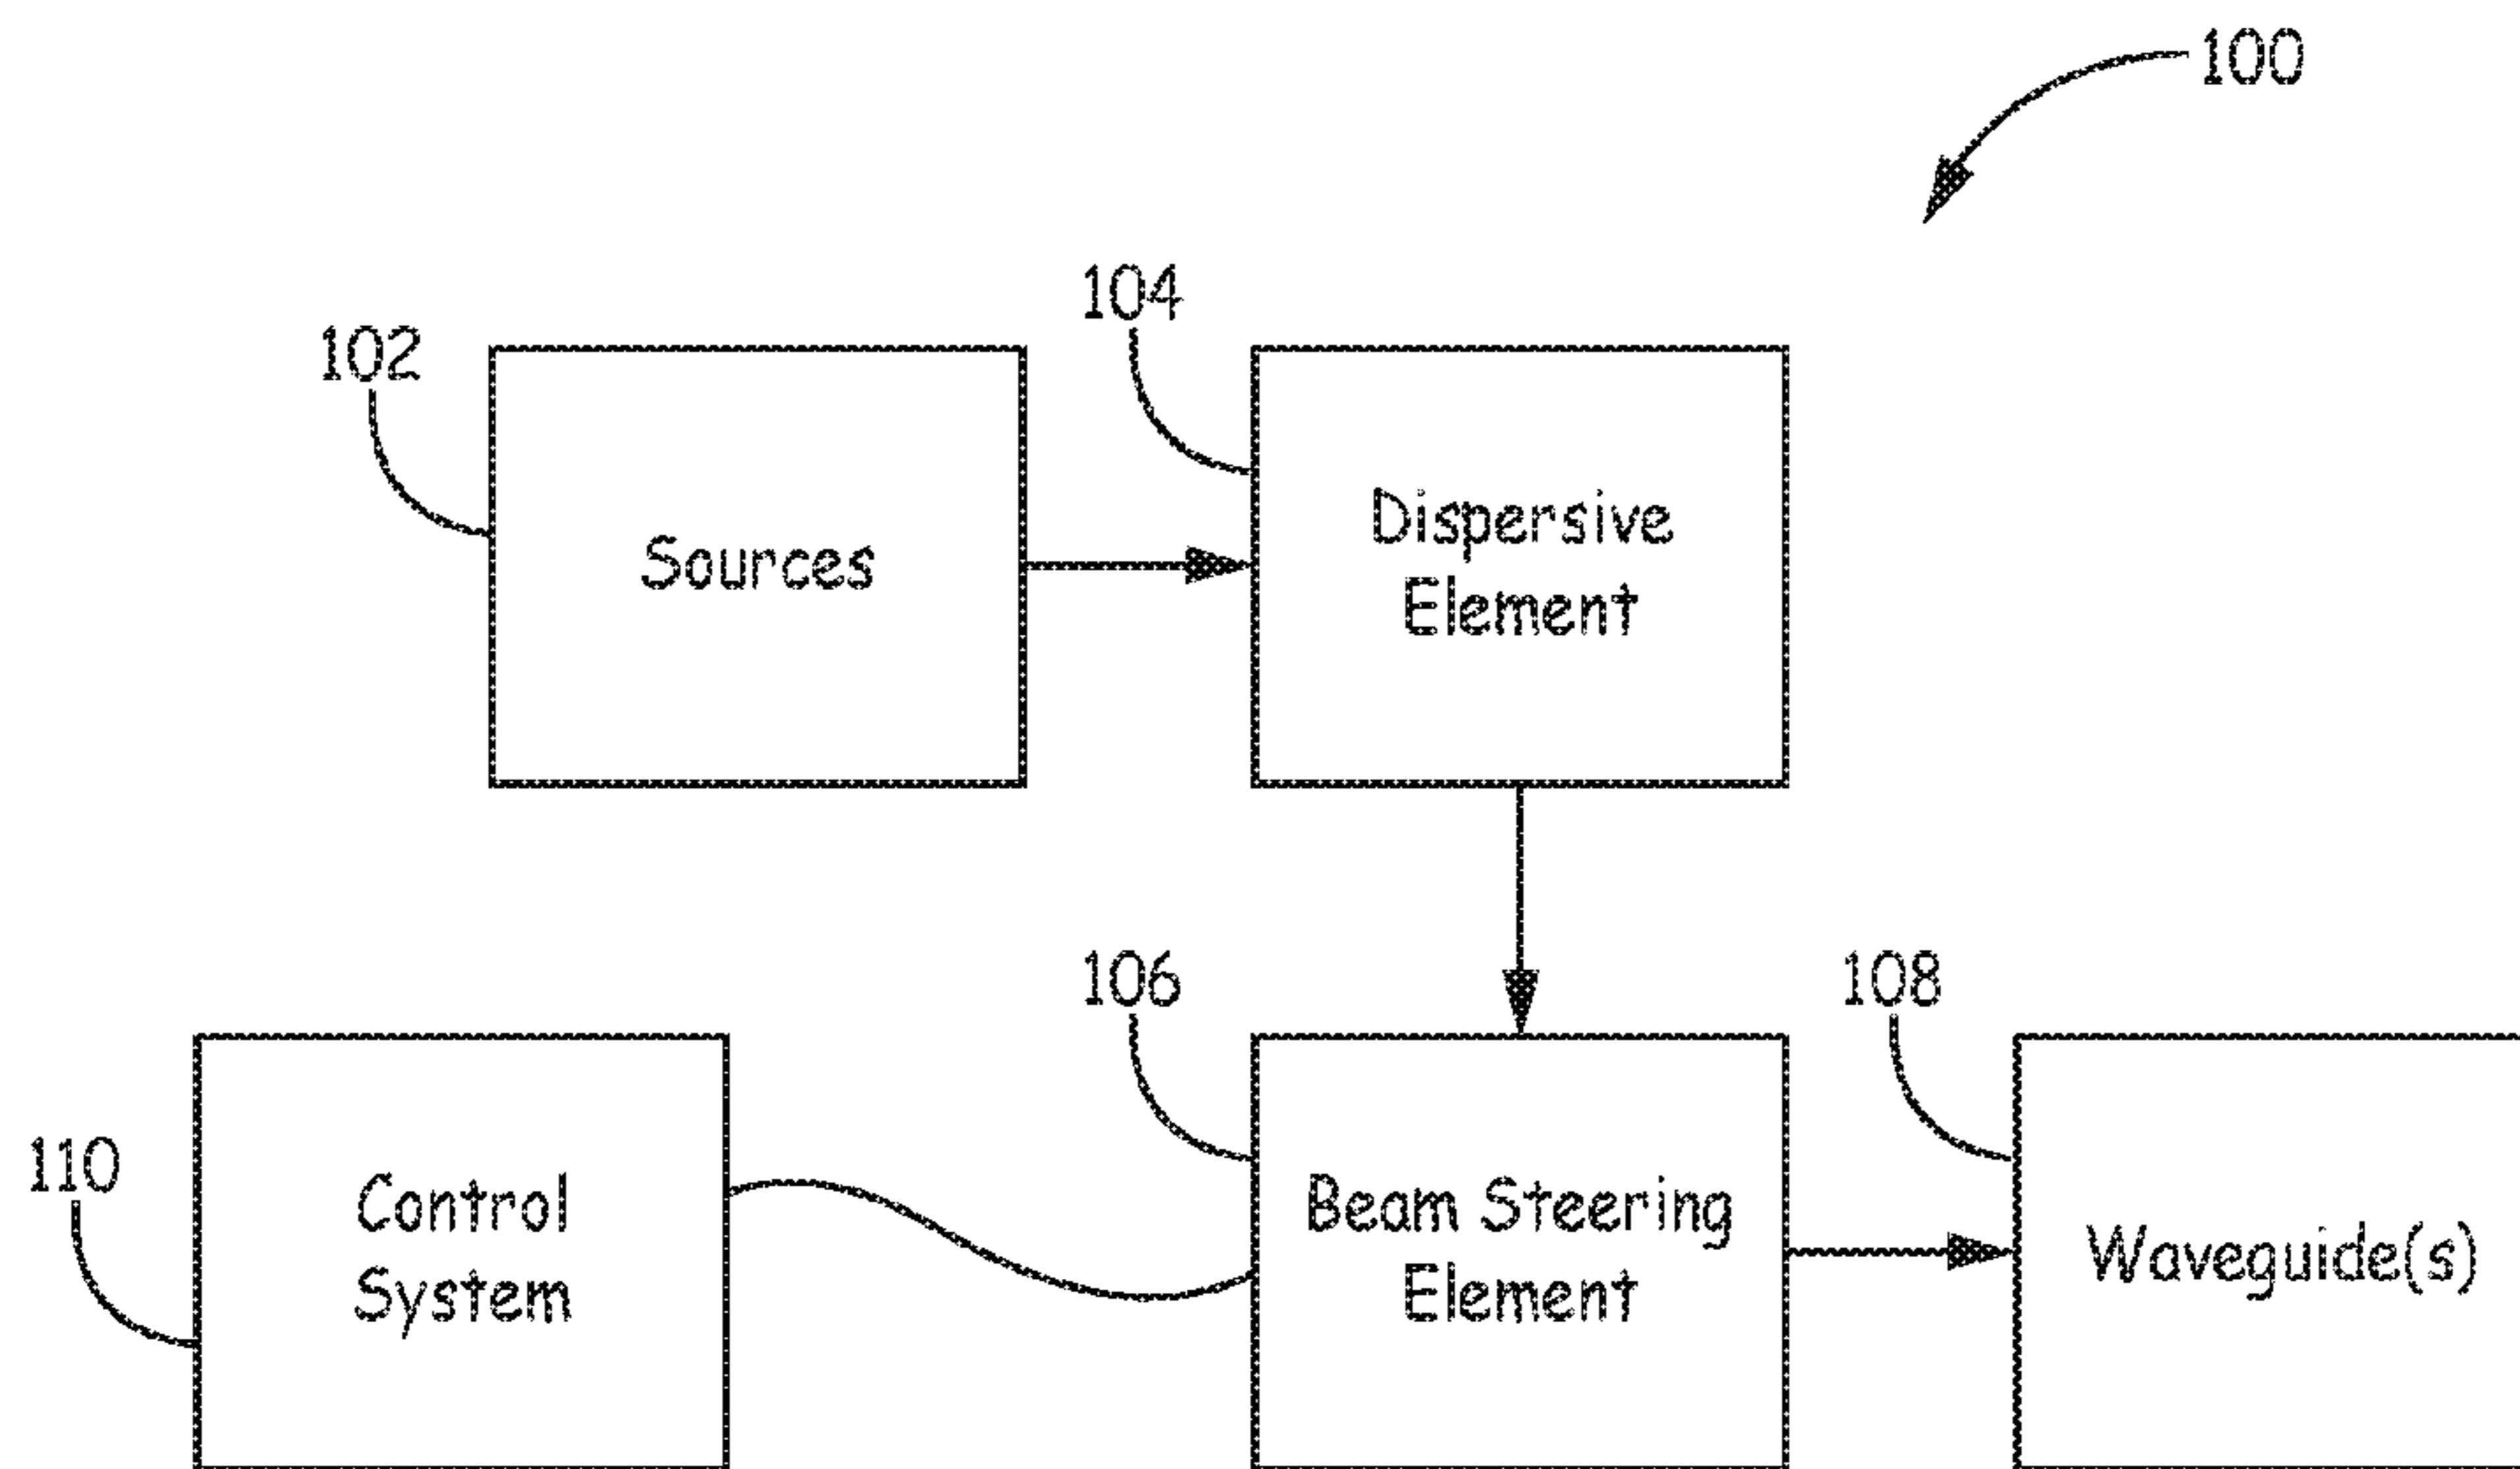 100
104
102
Sources
Dispersive
Element
106
108
110
Control
System
Beam Steering
Element
Waveguide(s)